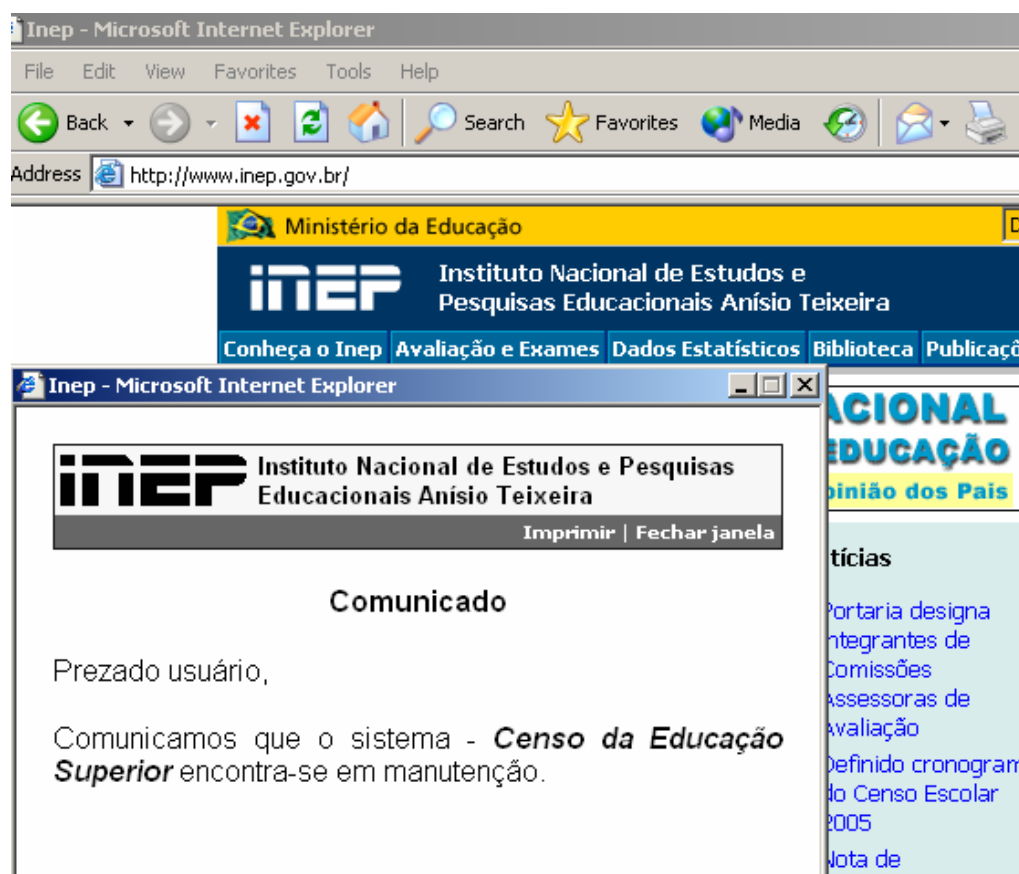 Inep - Microsoft Internet Explorer
File Edit View Favorites Tools Help
Back Search Favorites Media
Address http://www.inep.gov.br/
Ministério da Educação D
inep
Instituto Nacional de Estudos e
Pesquisas Educacionais Anísio Teixeira
Conheça o Inep Avaliação e Exames Dados Estatísticos Biblioteca Publicaçõ
Inep - Microsoft Internet Explorer
inep
Instituto Nacional de Estudos e Pesquisas
Educacionais Anísio Teixeira
Imprimir | Fechar janela
Comunicado
Prezado usuário,
Comunicamos que o sistema - Censo da Educação
Superior encontra-se em manutenção.
ACIONAL
EDUCAÇÃO
pinião dos Pais
tícias
Portaria designa
ntegrantes de
Comissões
Assessoras de
Avaliação
Definido cronogram
do Censo Escolar
2005
Nota de